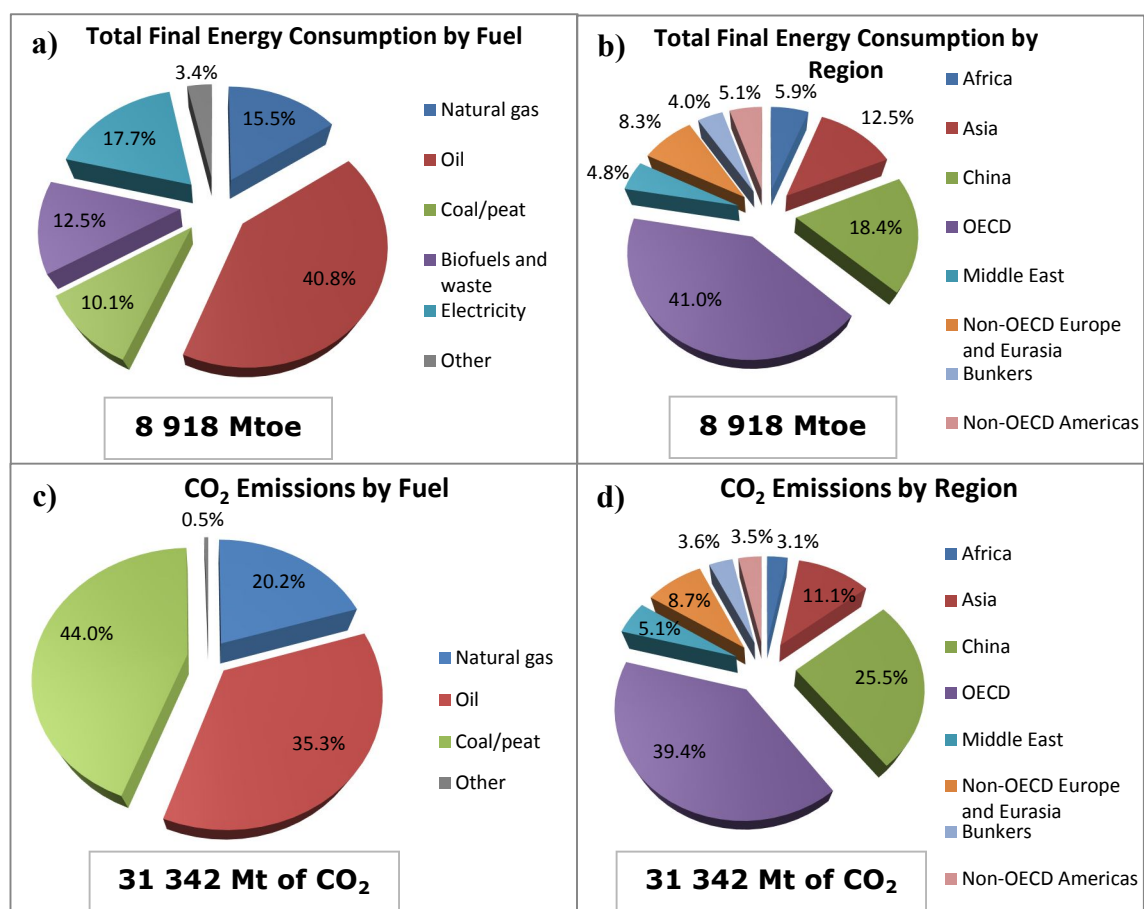 a)
Total Final Energy Consumption by Fuel
3.4%
15.5%
17.7%
12.5%
40.8%
10.1%
Natural gas
Oil
Coal/peat
Biofuels and
waste
Electricity
Other
8 918 Mtoe
b)
Total Final Energy Consumption by
Region
5.1%
5.9%
4.0%
12.5%
8.3%
4.8%
18.4%
41.0%
Africa
Asia
China
OECD
Middle East
Non-OECD Europe
and Eurasia
Bunkers
Non-OECD Americas
8 918 Mtoe
c)
CO₂ Emissions by Fuel
0.5%
20.2%
44.0%
35.3%
Natural gas
Oil
Coal/peat
Other
31 342 Mt of CO₂
d)
CO₂ Emissions by Region
3.5%
3.1%
3.6%
11.1%
8.7%
5.1%
25.5%
39.4%
Africa
Asia
China
OECD
Middle East
Non-OECD Europe
and Eurasia
Bunkers
Non-OECD Americas
31 342 Mt of CO₂